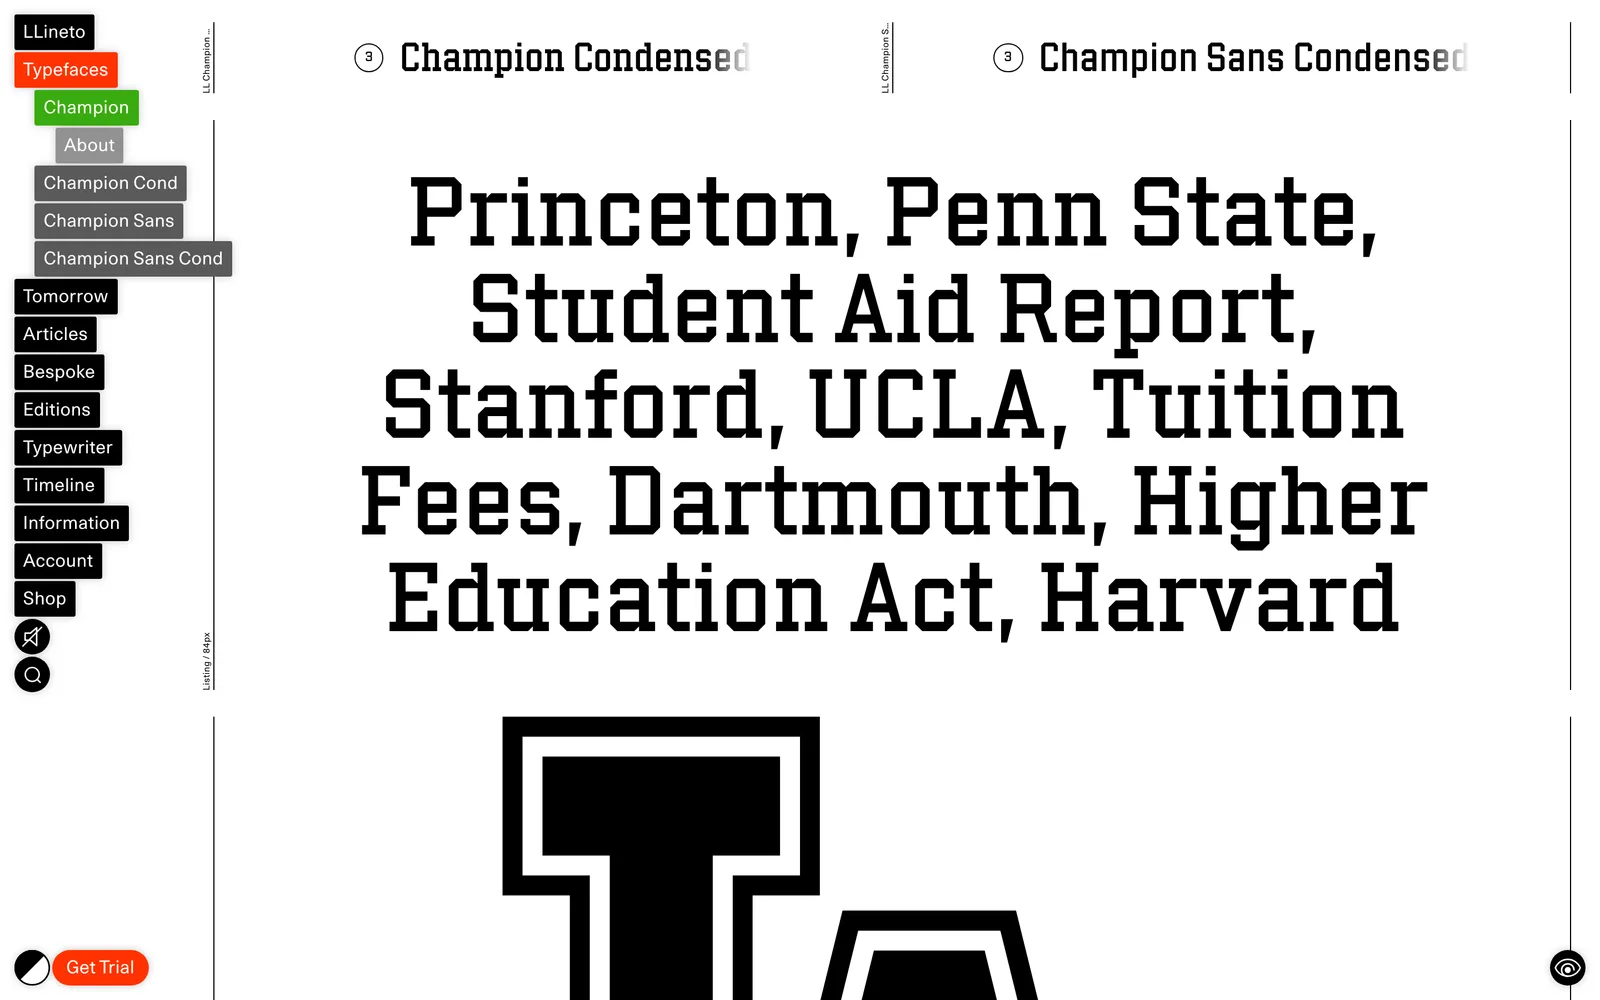 LLineto
Typefaces
Champion
About
Champion Cond
Champion Sans
Champion Sans Cond
Tomorrow
Articles
Bespoke
Editions
Typewriter
Timeline
Information
Account
Shop
Get Trial
LL Champion ...
3 Champion Condensed
LL Champion S...
3 Champion Sans Condensed
Princeton, Penn State,
Student Aid Report,
Stanford, UCLA, Tuition
Fees, Dartmouth, Higher
Education Act, Harvard
Listing / 84px